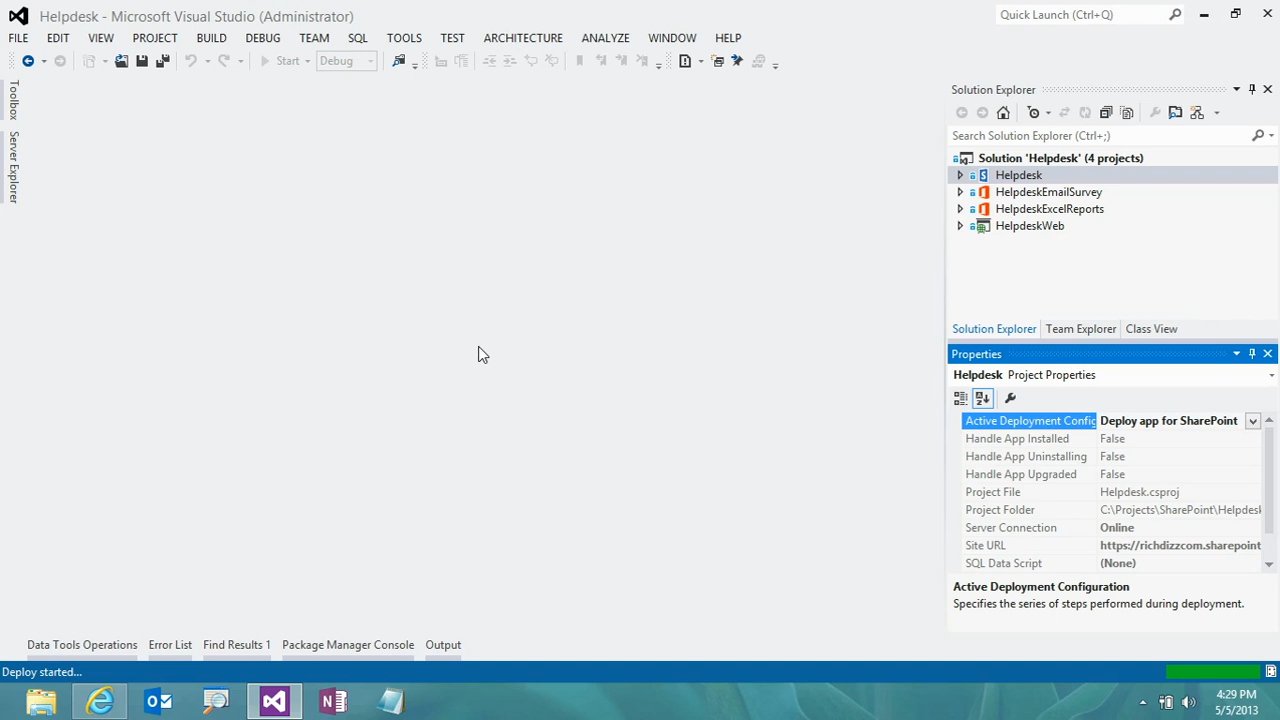 Helpdesk - Microsoft Visual Studio (Administrator)
Quick Launch (Ctrl+Q)
FILE EDIT VIEW PROJECT BUILD DEBUG TEAM SQL TOOLS TEST ARCHITECTURE ANALYZE WINDOW HELP
Start Debug
Toolbox
Server Explorer
Solution Explorer
Search Solution Explorer (Ctrl+;)
Solution 'Helpdesk' (4 projects)
Helpdesk
HelpdeskEmailSurvey
HelpdeskExcelReports
HelpdeskWeb
Solution Explorer Team Explorer Class View
Properties
Helpdesk Project Properties
Active Deployment Config Deploy app for SharePoint
Handle App Installed False
Handle App Uninstalling False
Handle App Upgraded False
Project File Helpdesk.csproj
Project Folder C:\Projects\SharePoint\Helpdesk
Server Connection Online
Site URL https://richdizzcom.sharepoint
SQL Data Script (None)
Active Deployment Configuration
Specifies the series of steps performed during deployment.
Data Tools Operations Error List Find Results 1 Package Manager Console Output
Deploy started...
4:29 PM
5/5/2013